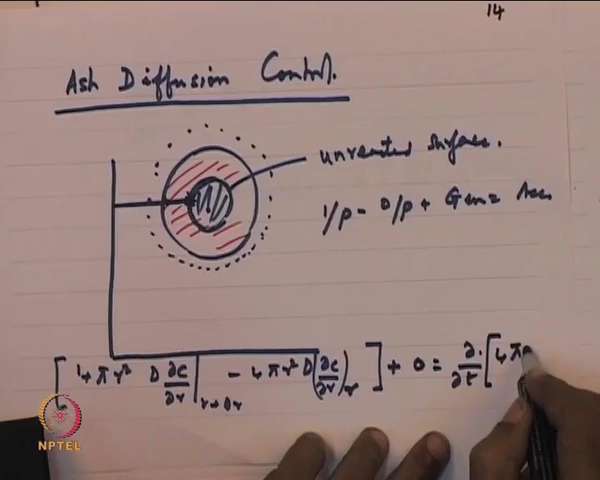 14
Ash Diffusion Control.
unreacted surface.
i/p - o/p + Gen = Acc
[4πr² D ∂c/∂r |r+Δr - 4πr² D (∂c/∂r)r] + 0 = ∂/∂t [4π
NPTEL